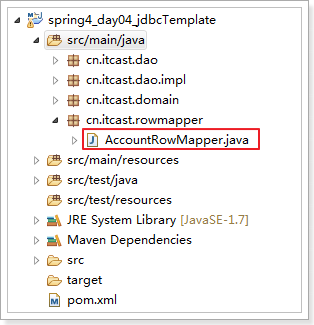 spring4_day04_jdbcTemplate
src/main/java
cn.itcast.dao
cn.itcast.dao.impl
cn.itcast.domain
cn.itcast.rowmapper
AccountRowMapper.java
src/main/resources
src/test/java
src/test/resources
JRE System Library [JavaSE-1.7]
Maven Dependencies
src
target
pom.xml